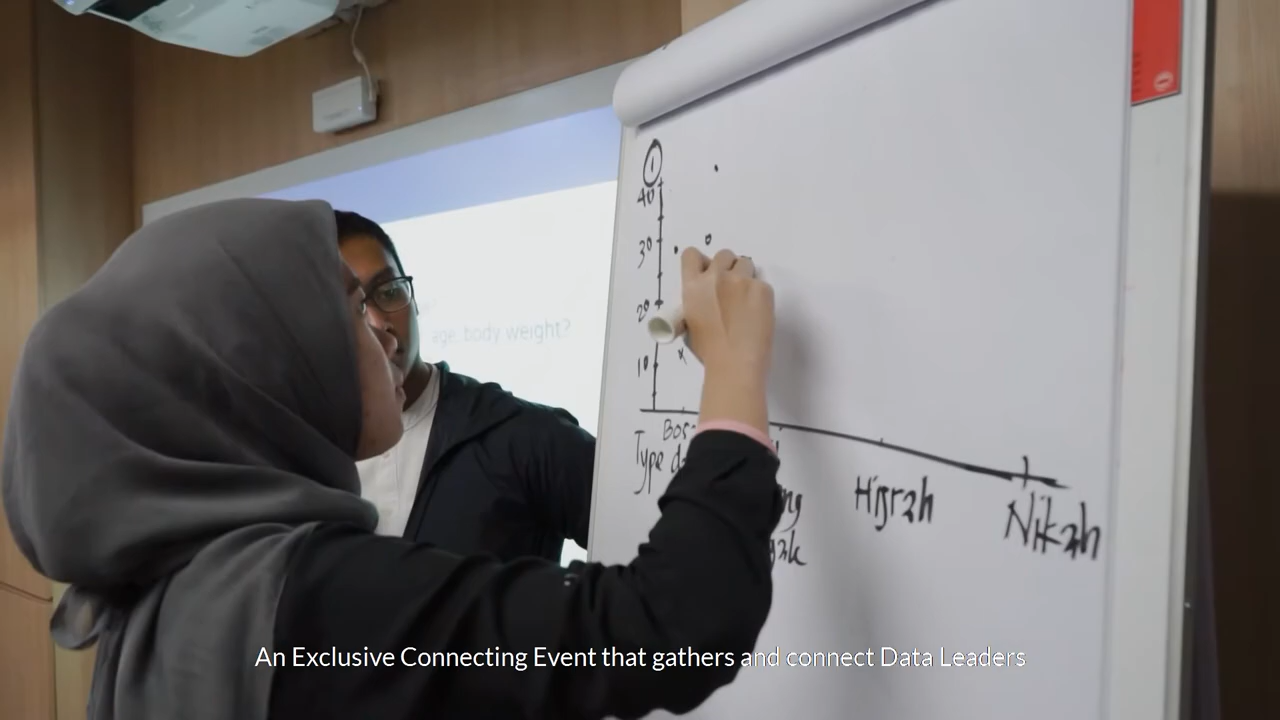 age, body weight?
1
40
30
20
10
Type
Hijrah
Nikah
An Exclusive Connecting Event that gathers and connect Data Leaders